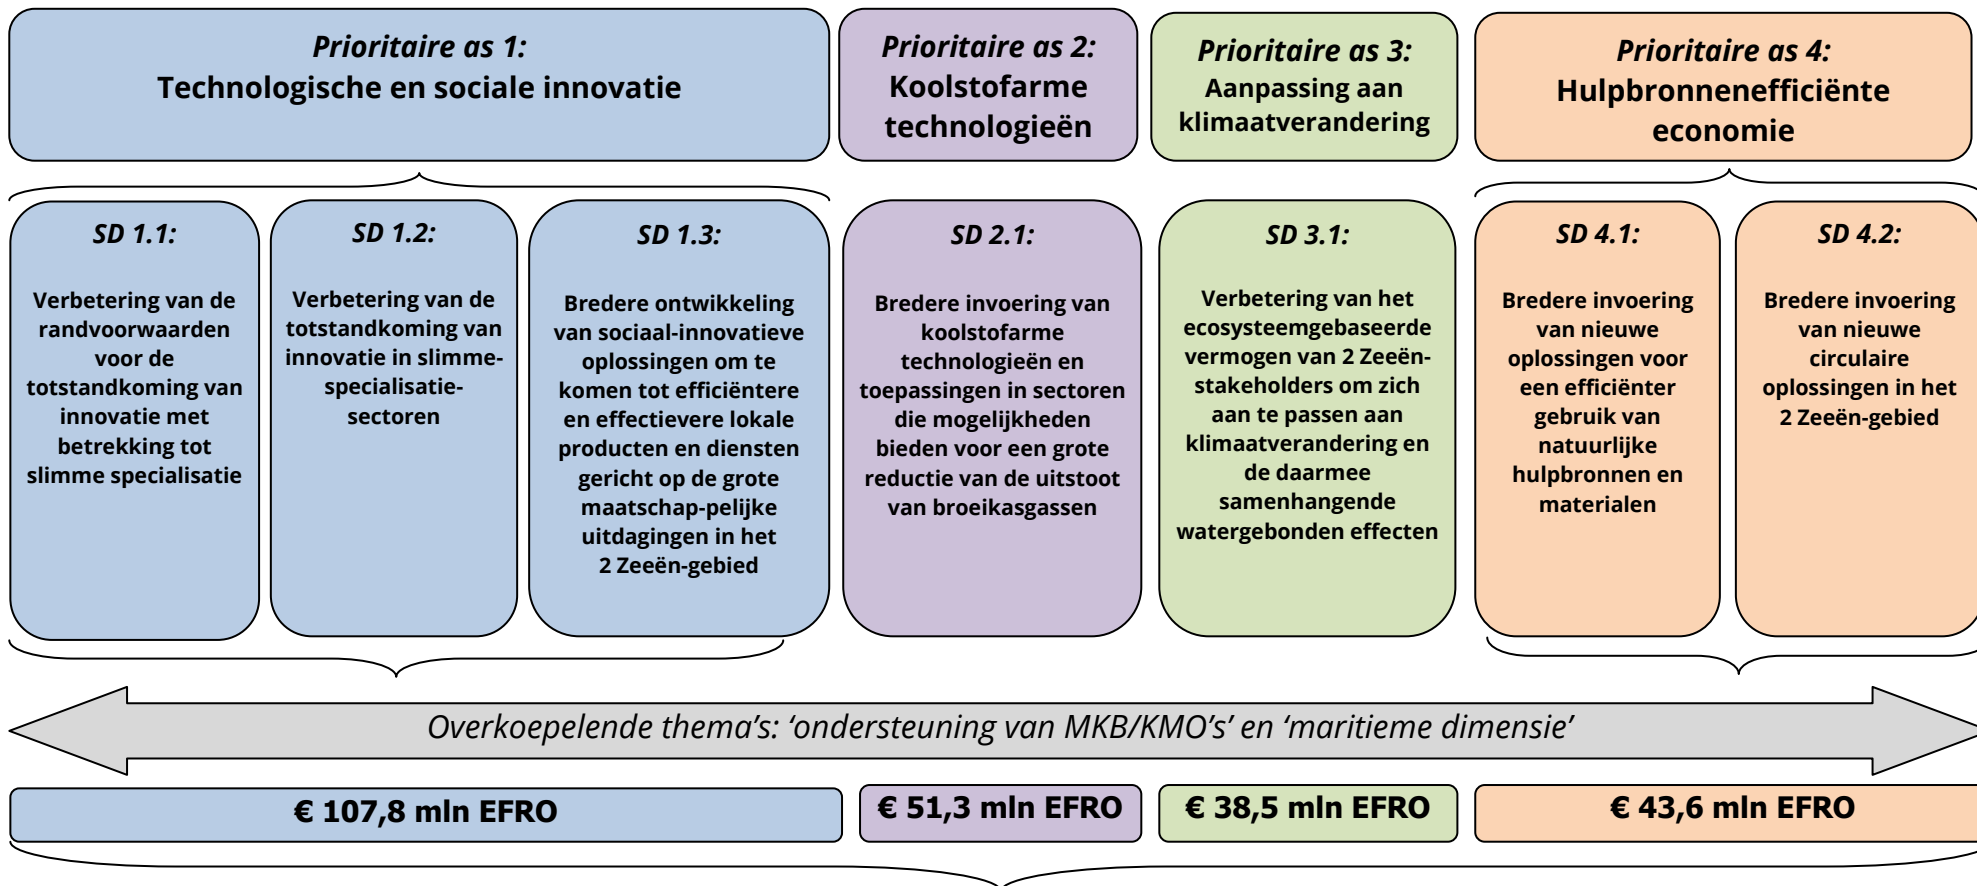 Prioritaire as 1:
Technologische en sociale innovatie
Prioritaire as 2:
Koolstofarme
technologieën
Prioritaire as 3:
Aanpassing aan
klimaatverandering
Prioritaire as 4:
Hulpbronnenefficiënte
economie
SD 1.1:
Verbetering van de
randvoorwaarden
voor de
totstandkoming van
innovatie met
betrekking tot
slimme specialisatie
SD 1.2:
Verbetering van de
totstandkoming van
innovatie in slimme-
specialisatie-
sectoren
SD 1.3:
Bredere ontwikkeling
van sociaal-innovatieve
oplossingen om te
komen tot efficiëntere
en effectievere lokale
producten en diensten
gericht op de grote
maatschap-pelijke
uitdagingen in het
2 Zeeën-gebied
SD 2.1:
Bredere invoering van
koolstofarme
technologieën en
toepassingen in sectoren
die mogelijkheden
bieden voor een grote
reductie van de uitstoot
van broeikasgassen
SD 3.1:
Verbetering van het
ecosysteemgebaseerde
vermogen van 2 Zeeën-
stakeholders om zich
aan te passen aan
klimaatverandering en
de daarmee
samenhangende
watergebonden effecten
SD 4.1:
Bredere invoering
van nieuwe
oplossingen voor
een efficiënter
gebruik van
natuurlijke
hulpbronnen en
materialen
SD 4.2:
Bredere invoering
van nieuwe
circulaire
oplossingen in het
2 Zeeën-gebied
Overkoepelende thema's: ‘ondersteuning van MKB/KMO's’ en ‘maritieme dimensie’
€ 107,8 mln EFRO
€ 51,3 mln EFRO
€ 38,5 mln EFRO
€ 43,6 mln EFRO